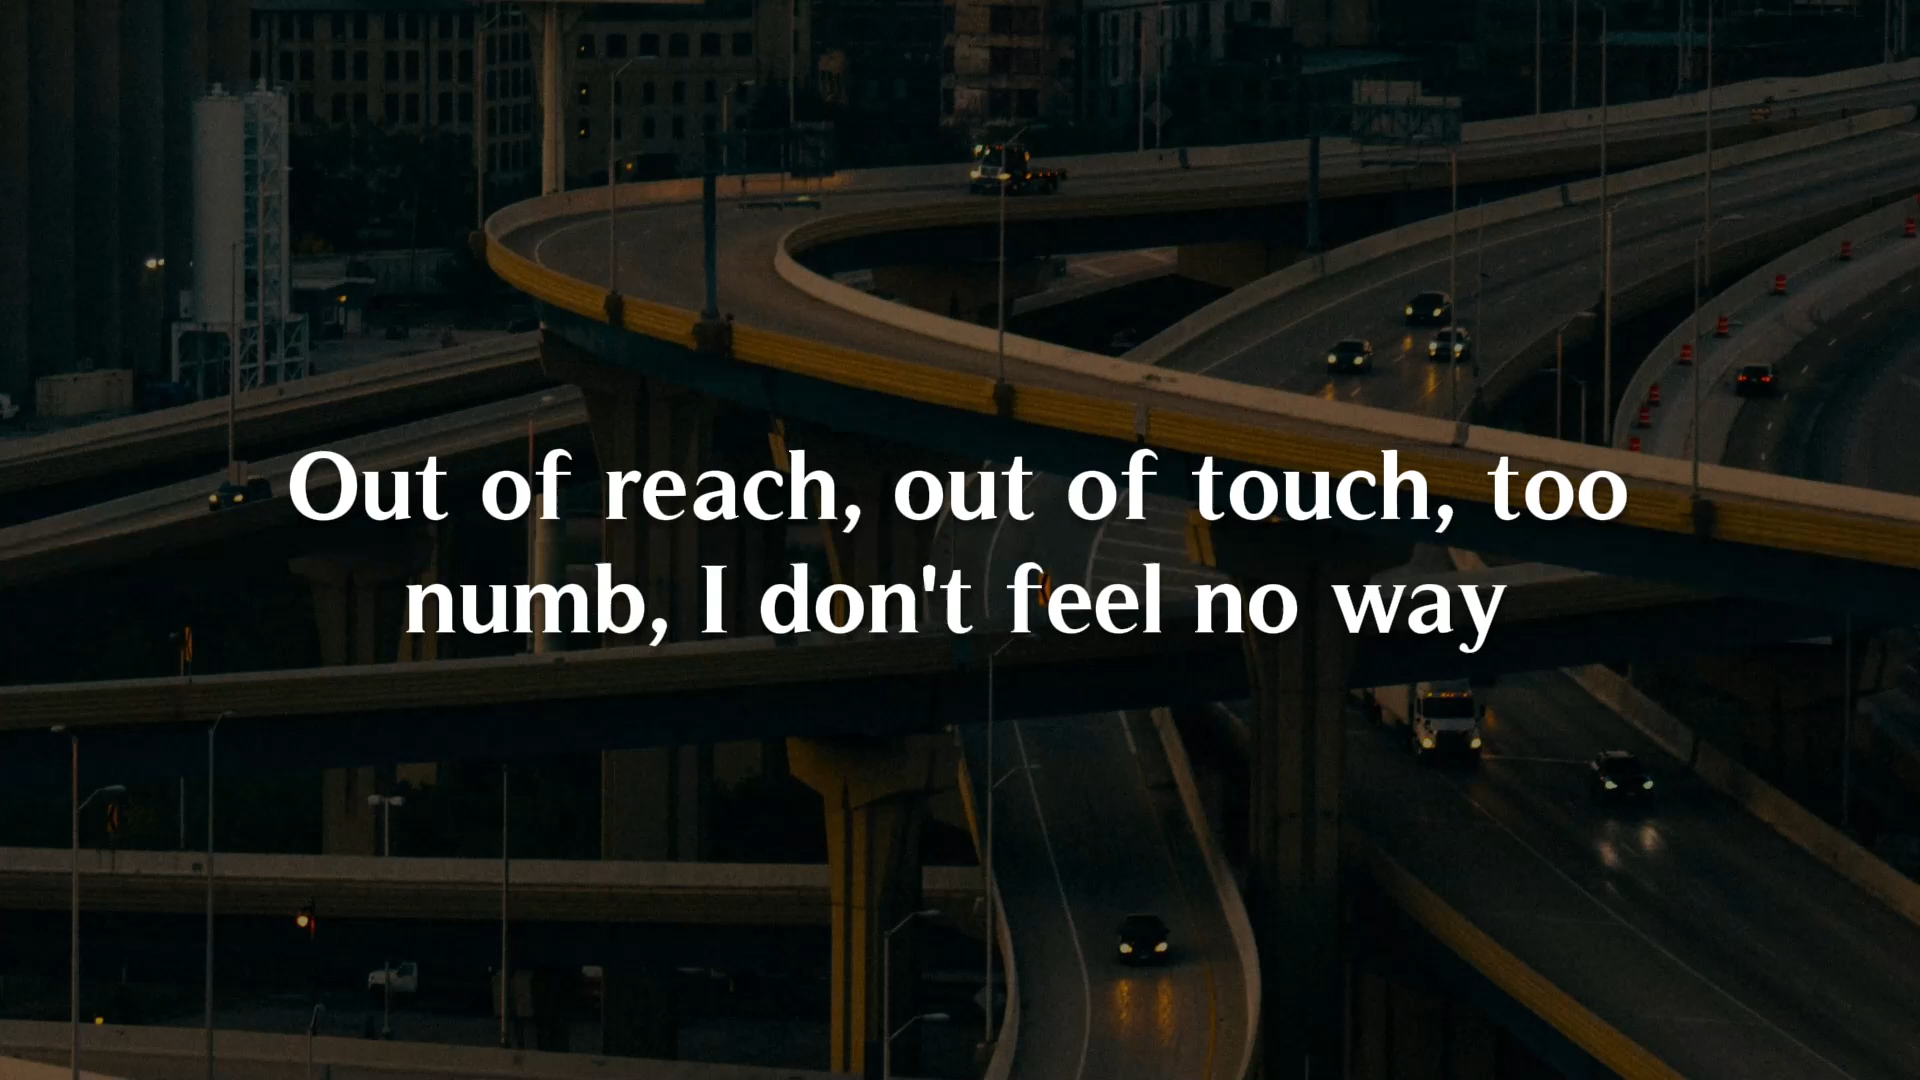 Out of reach, out of touch, too
numb, I don't feel no way